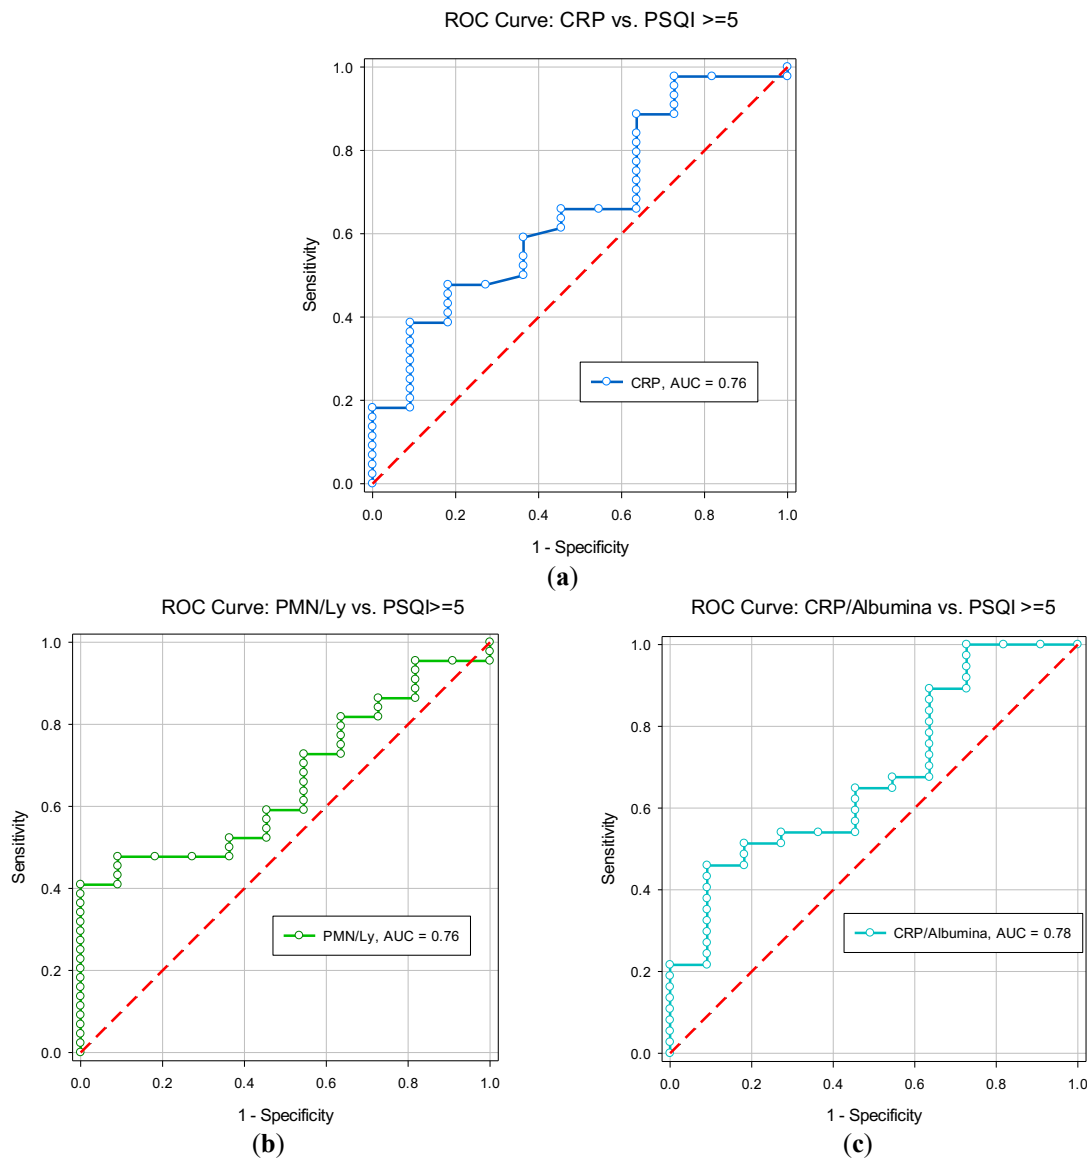 ROC Curve: CRP vs. PSQI >=5
1.0
0.8
0.6
0.4
0.2
0.0
Sensitivity
CRP, AUC = 0.76
0.0 0.2 0.4 0.6 0.8 1.0
1 - Specificity
(a)
ROC Curve: PMN/Ly vs. PSQI>=5
1.0
0.8
0.6
0.4
0.2
0.0
Sensitivity
PMN/Ly, AUC = 0.76
0.0 0.2 0.4 0.6 0.8 1.0
1 - Specificity
(b)
ROC Curve: CRP/Albumina vs. PSQI >=5
1.0
0.8
0.6
0.4
0.2
0.0
Sensitivity
CRP/Albumina, AUC = 0.78
0.0 0.2 0.4 0.6 0.8 1.0
1 - Specificity
(c)